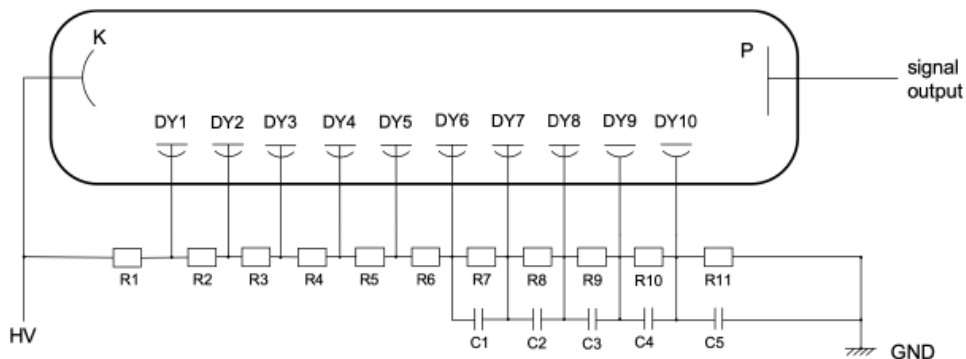 K
P
signal
output
DY1 DY2 DY3 DY4 DY5 DY6 DY7 DY8 DY9 DY10
R1 R2 R3 R4 R5 R6 R7 R8 R9 R10 R11
C1 C2 C3 C4 C5
HV
GND